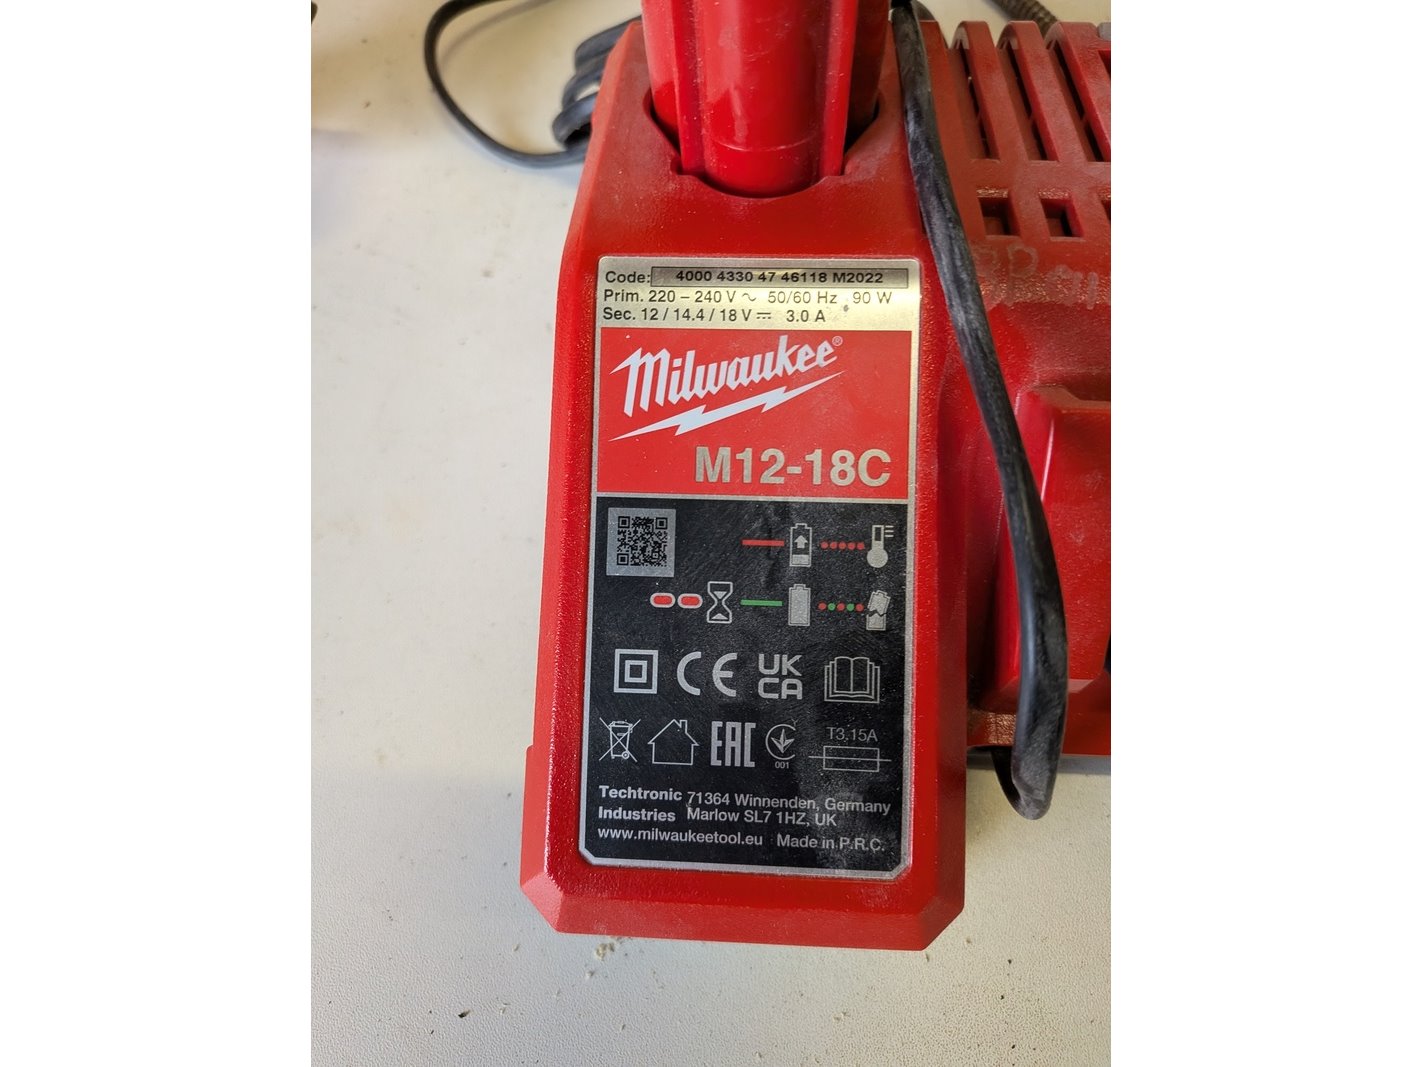 Code: 4000 4330 47 46118 M2022
Prim. 220 – 240 V ~ 50/60 Hz 90 W
Sec. 12 / 14.4 / 18 V ⎓ 3.0 A
Milwaukee®
M12-18C
CE
UK
CA
EAC
001
T3,15A
Techtronic 71364 Winnenden, Germany
Industries Marlow SL7 1HZ, UK
www.milwaukeetool.eu Made in P.R.C.